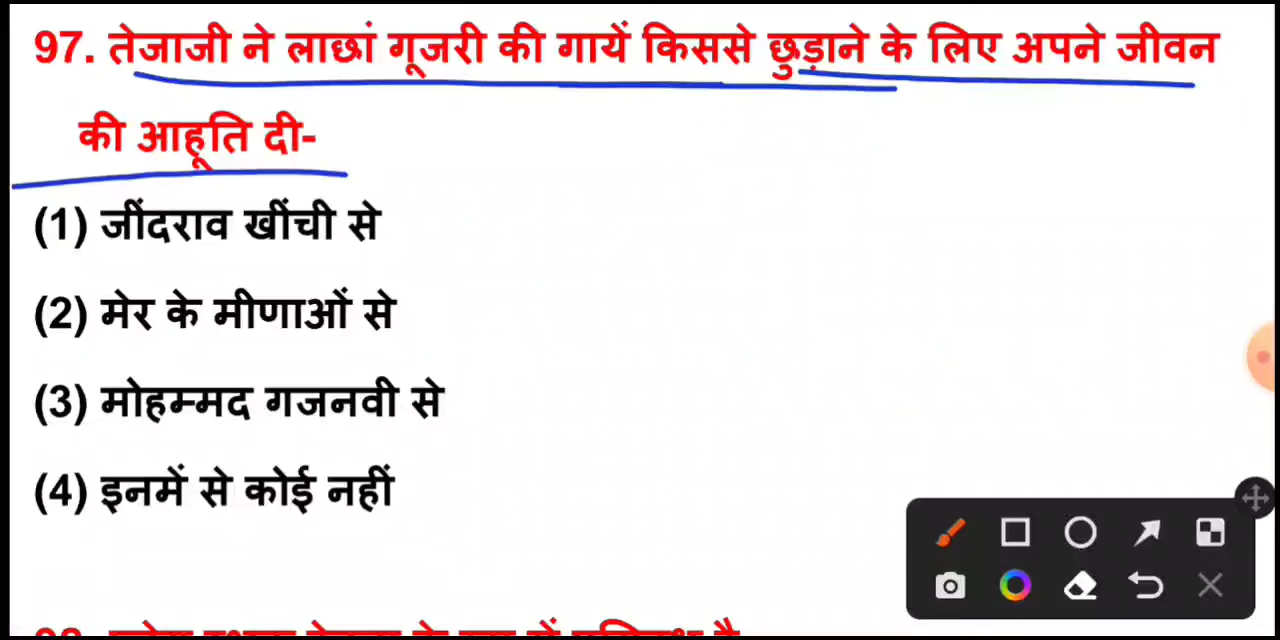 97. तेजाजी ने लाछां गूजरी की गायें किससे छुड़ाने के लिए अपने जीवन
की आहूति दी-
(1) जींदराव खींची से
(2) मेर के मीणाओं से
(3) मोहम्मद गजनवी से
(4) इनमें से कोई नहीं